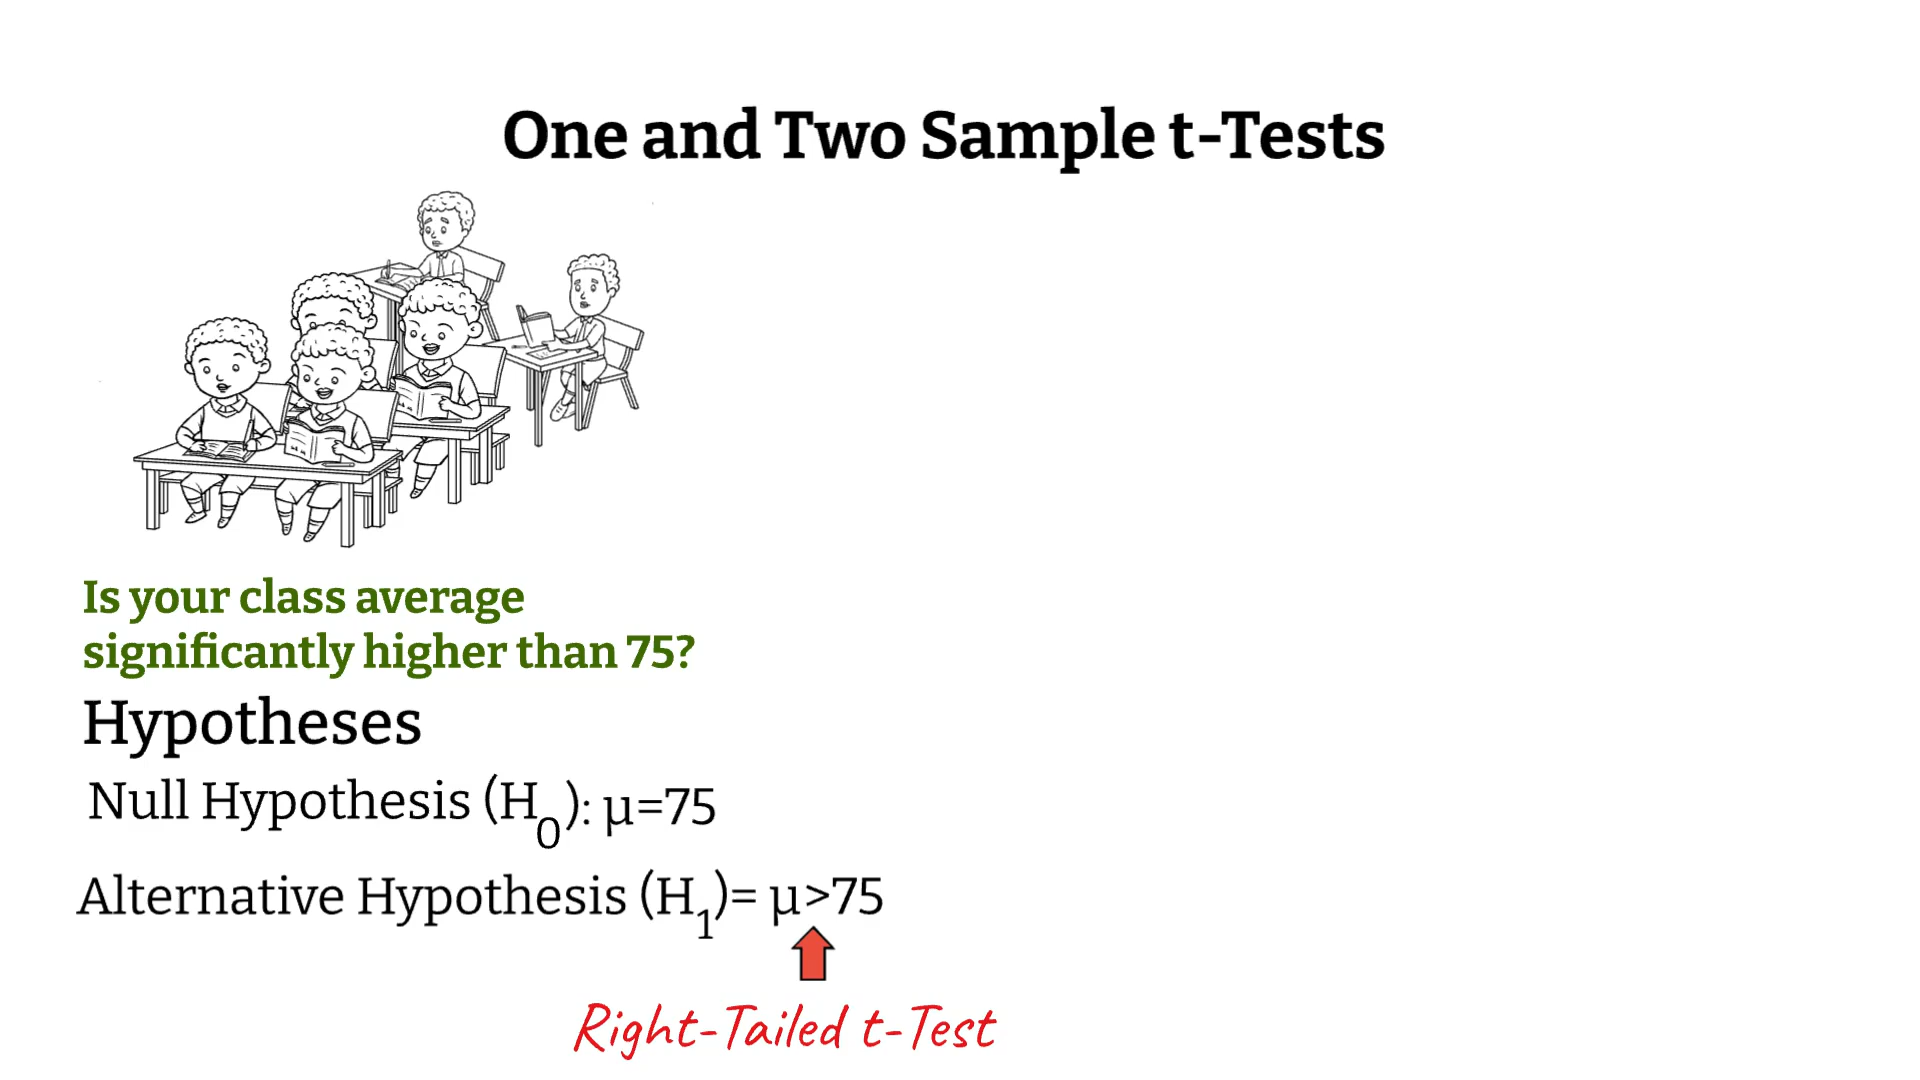 One and Two Sample t-Tests
Is your class average
significantly higher than 75?
Hypotheses
Null Hypothesis (H₀): μ=75
Alternative Hypothesis (H₁)= μ>75
Right-Tailed t-Test